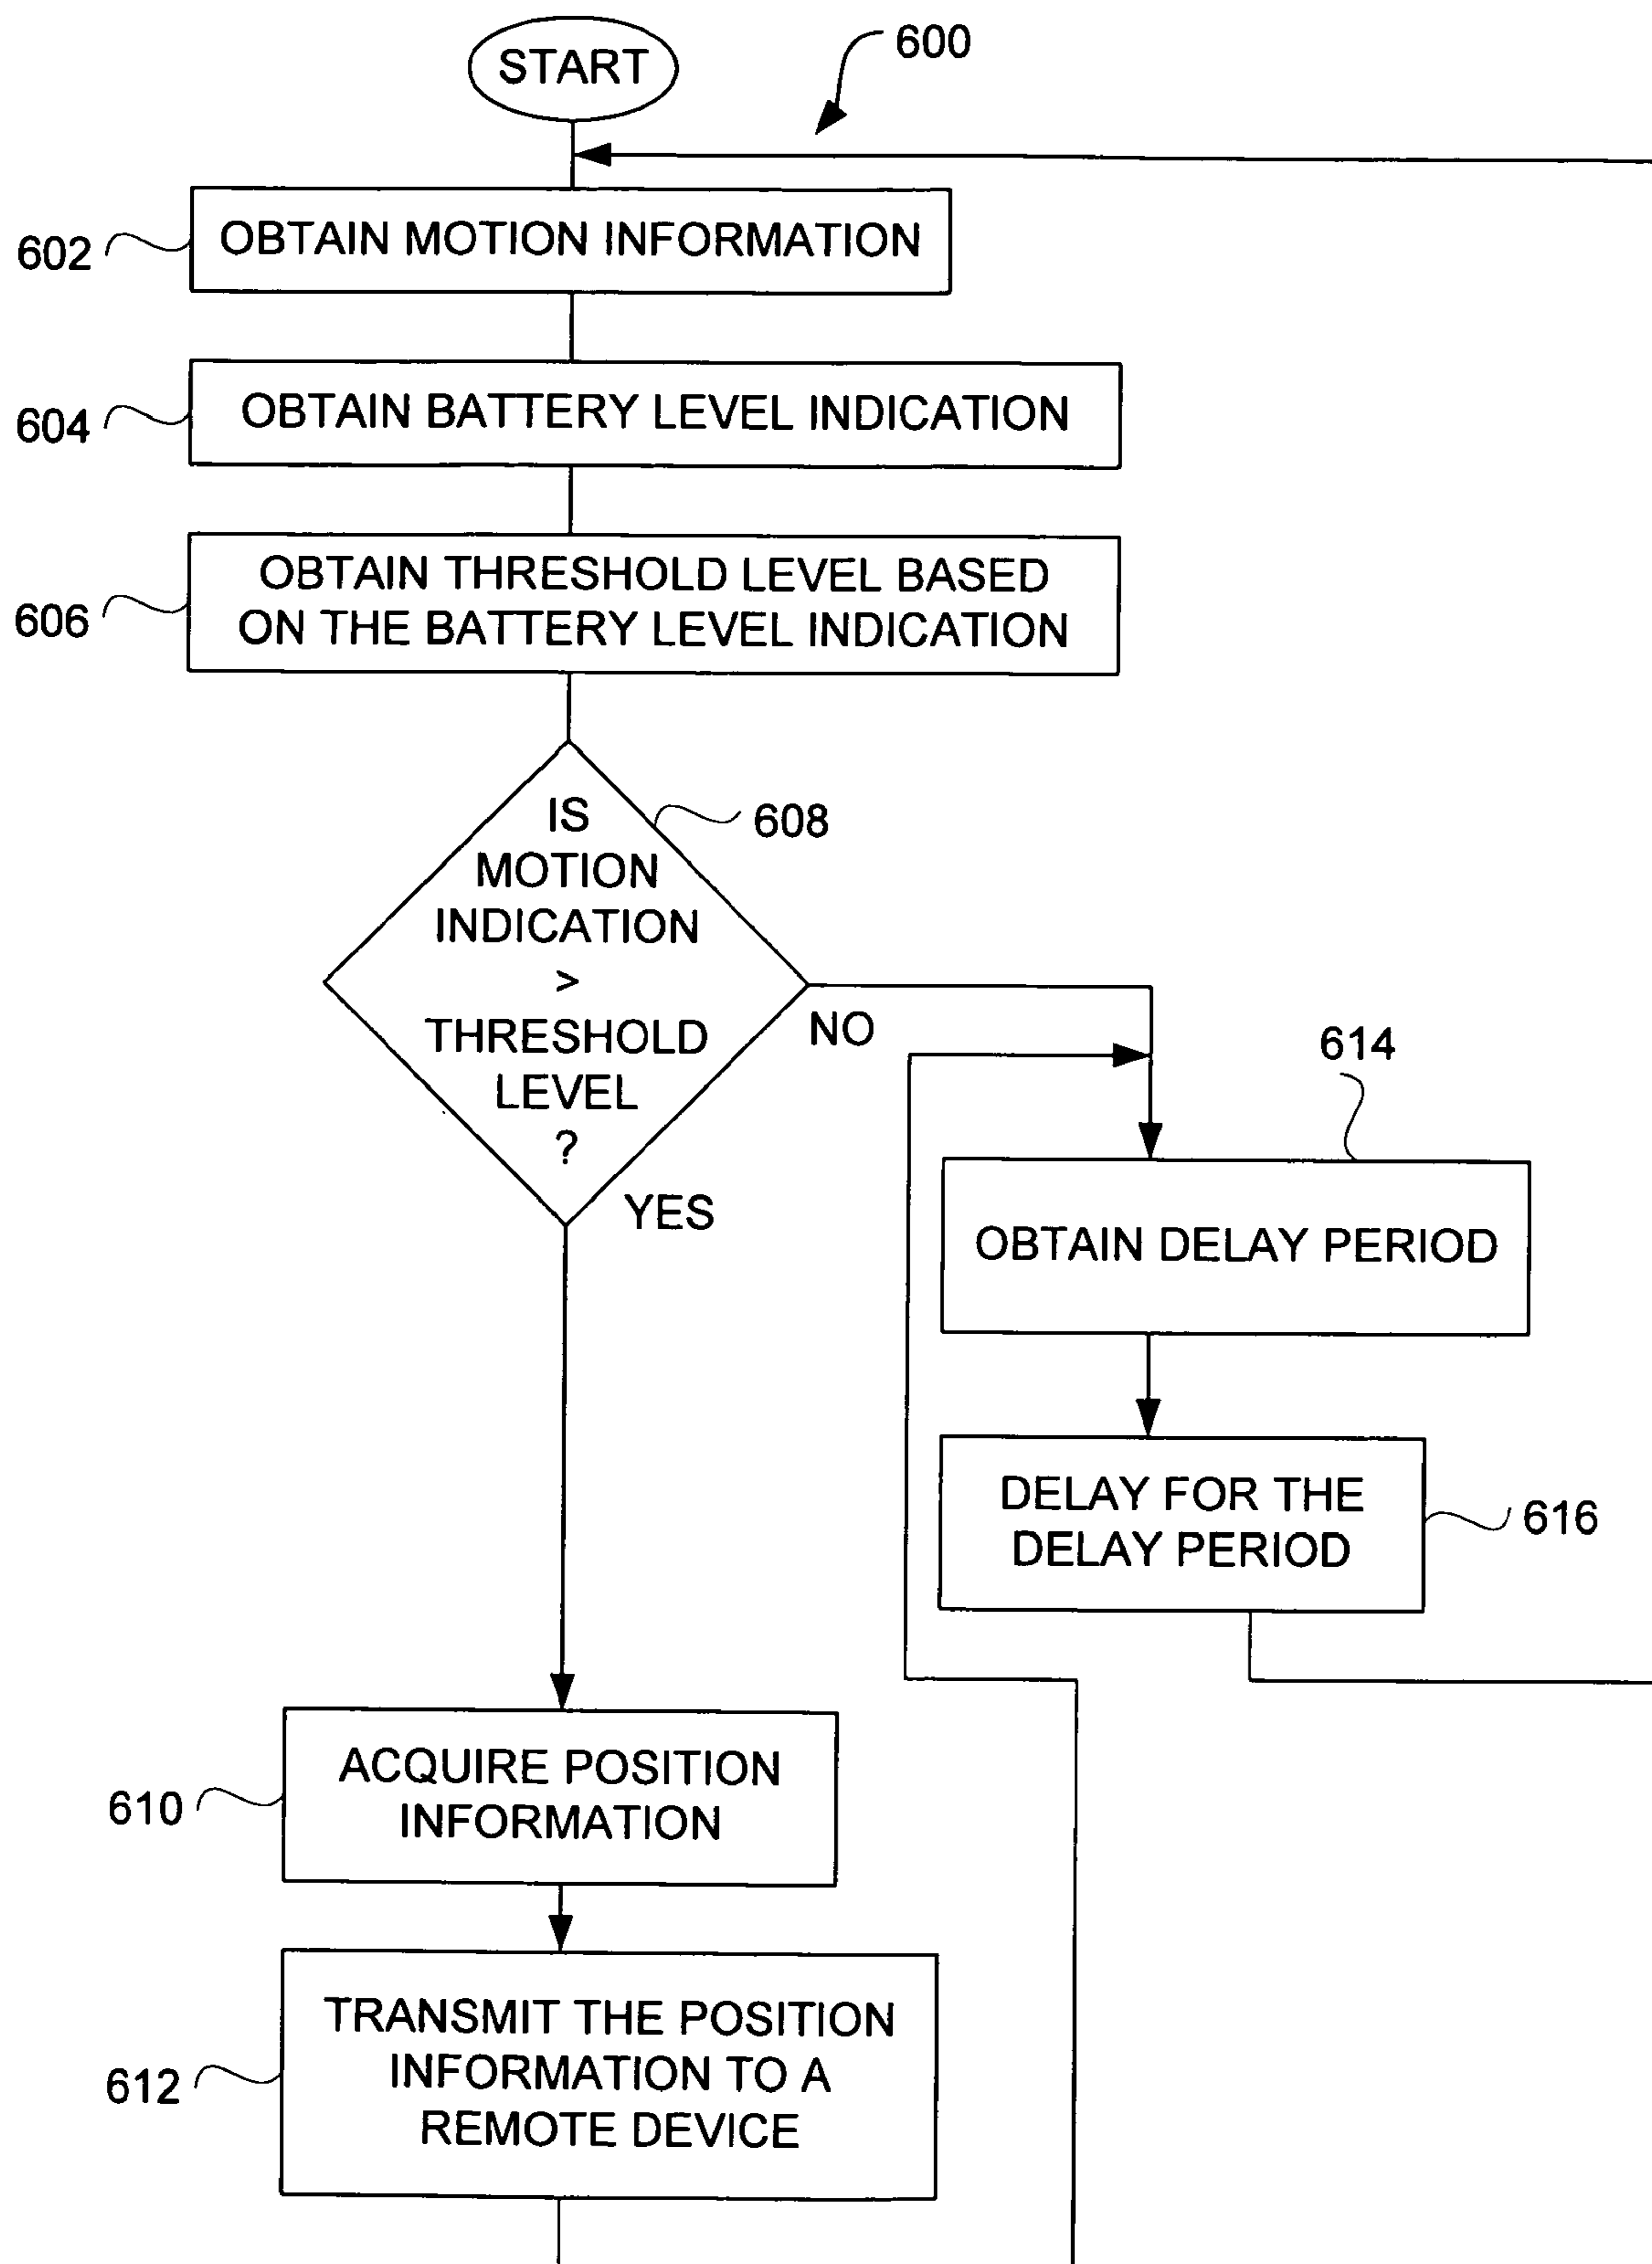 START
600
602
OBTAIN MOTION INFORMATION
604
OBTAIN BATTERY LEVEL INDICATION
606
OBTAIN THRESHOLD LEVEL BASED
ON THE BATTERY LEVEL INDICATION
608
IS
MOTION
INDICATION
>
THRESHOLD
LEVEL
?
NO
YES
614
OBTAIN DELAY PERIOD
DELAY FOR THE
DELAY PERIOD
616
610
ACQUIRE POSITION
INFORMATION
612
TRANSMIT THE POSITION
INFORMATION TO A
REMOTE DEVICE